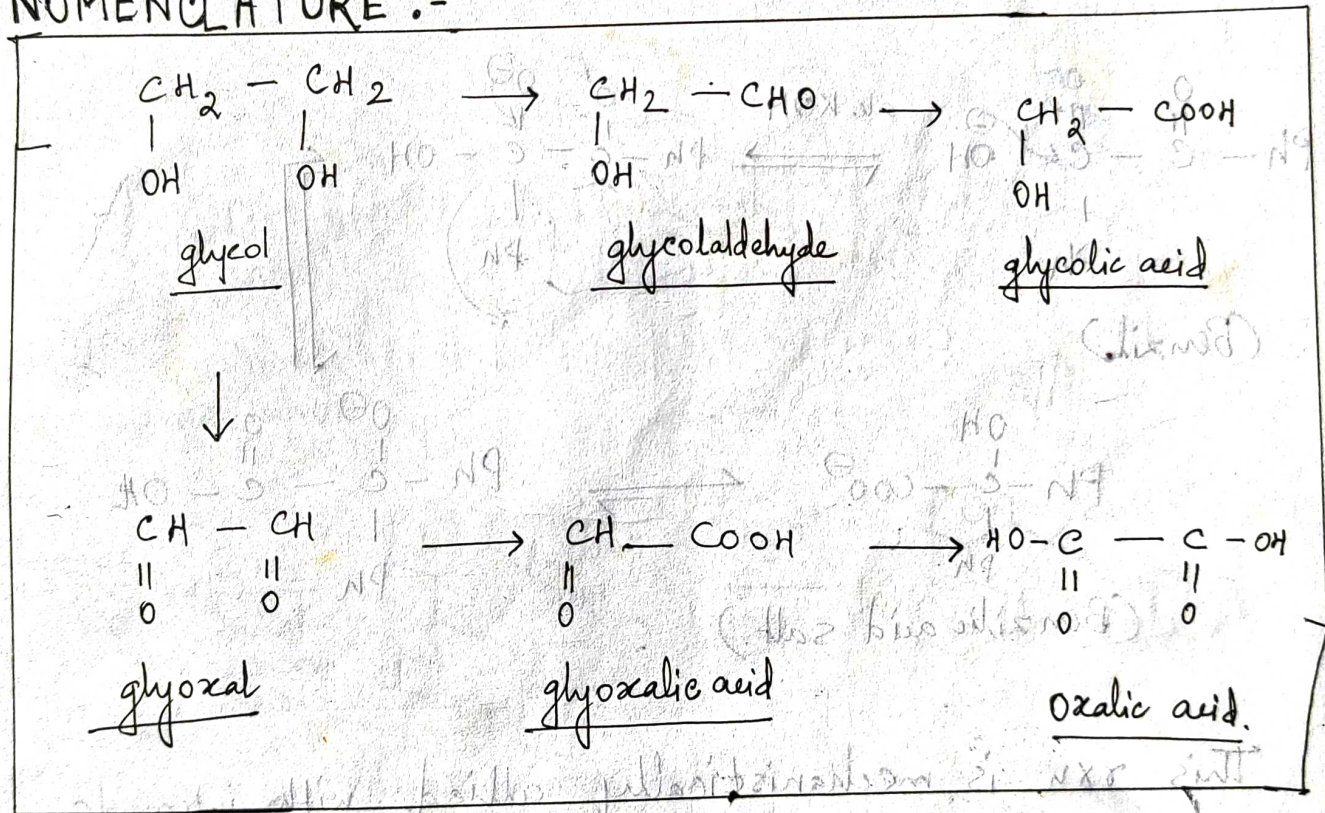 NOMENCLATURE :-
CH2 — CH2 → CH2 — CHO → CH2 — COOH
| | | |
OH OH OH OH
glycol glycolaldehyde glycolic acid
↓
CH — CH → CH — COOH → HO-C — C-OH
|| || || || ||
O O O O O
glyoxal glyoxalic acid oxalic acid.